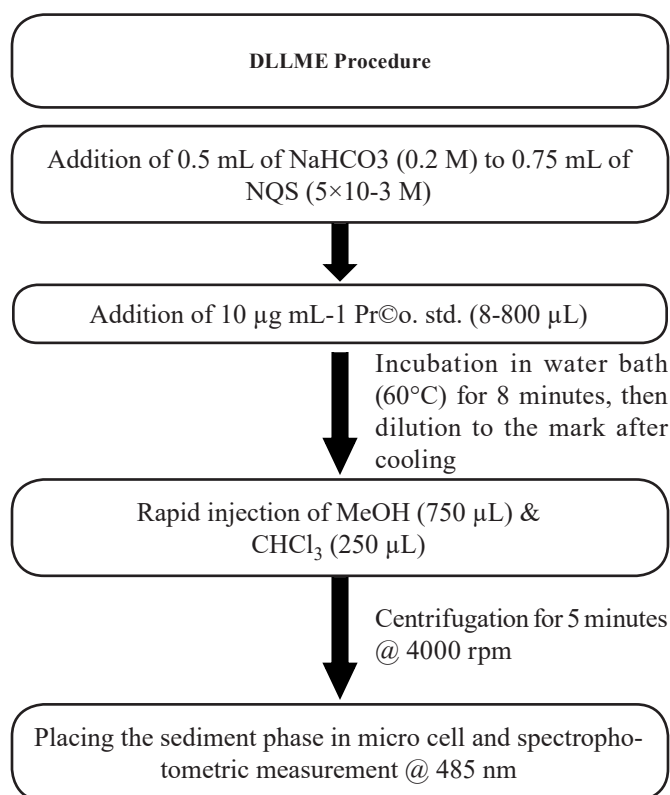 DLLME Procedure
Addition of 0.5 mL of NaHCO3 (0.2 M) to 0.75 mL of
NQS (5×10-3 M)
Addition of 10 µg mL-1 Pr©o. std. (8-800 µL)
Incubation in water bath
(60°C) for 8 minutes, then
dilution to the mark after
cooling
Rapid injection of MeOH (750 µL) &
CHCl₃ (250 µL)
Centrifugation for 5 minutes
@ 4000 rpm
Placing the sediment phase in micro cell and spectropho-
tometric measurement @ 485 nm